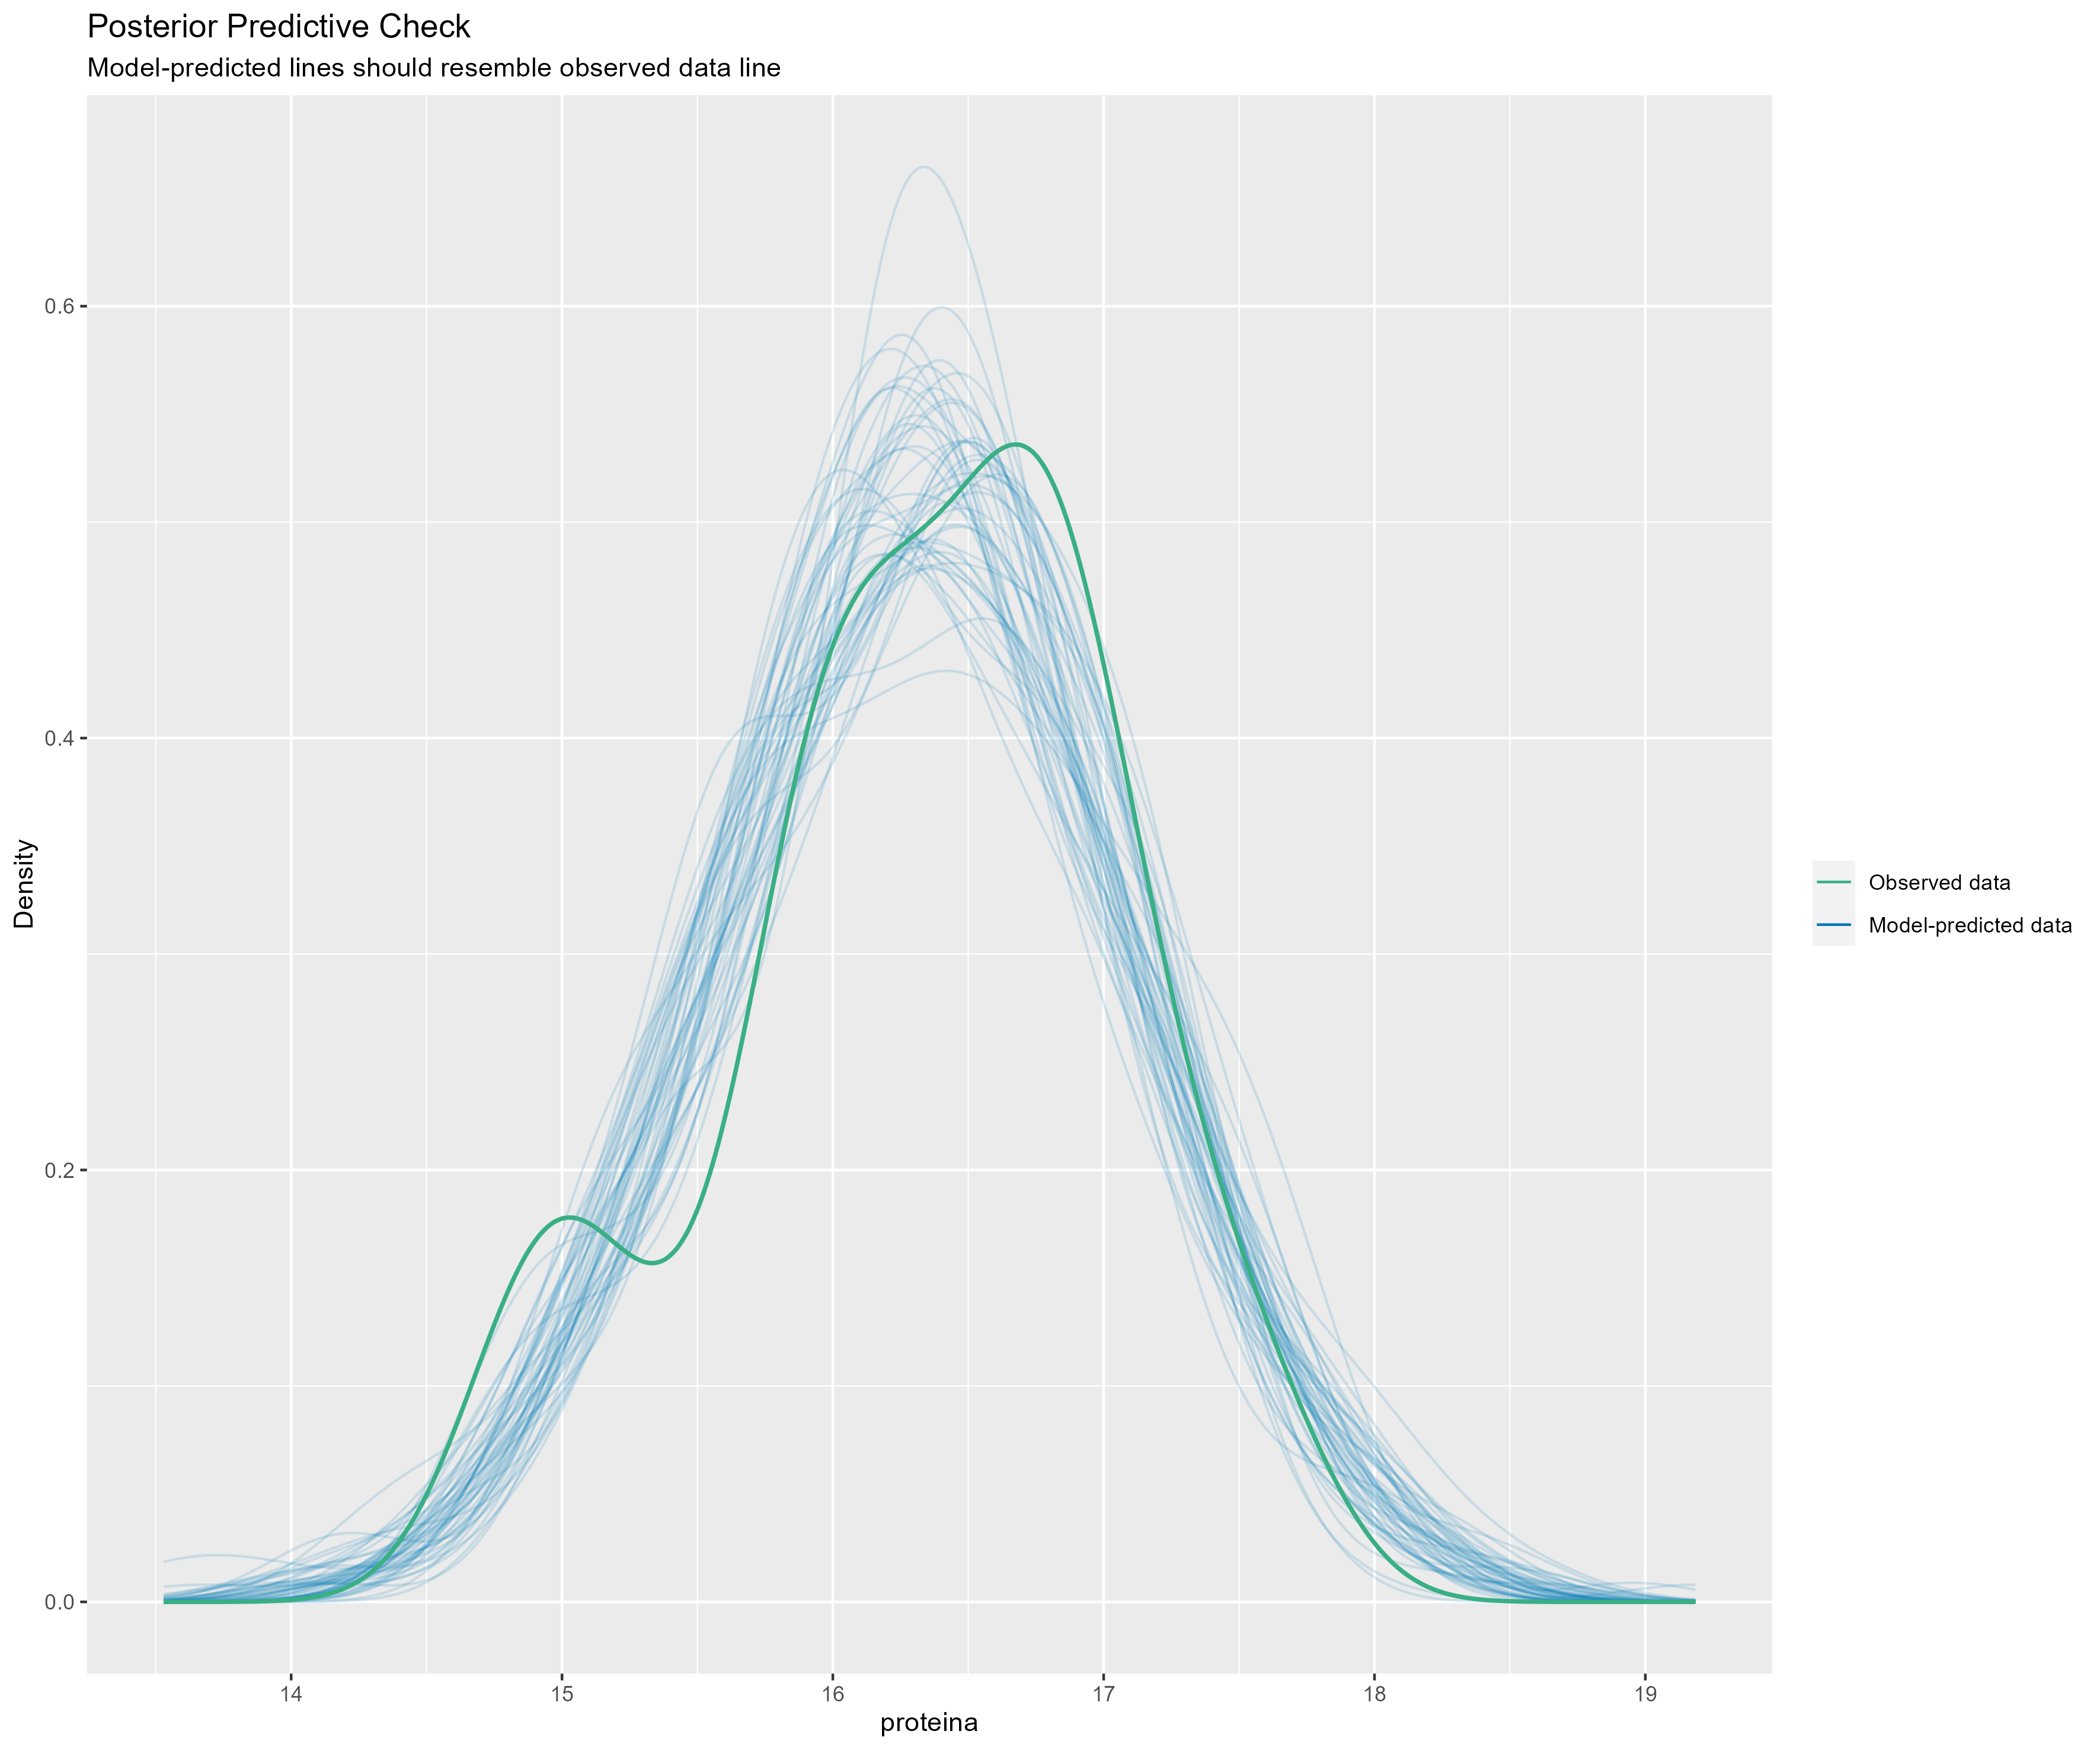 Posterior Predictive Check
Model-predicted lines should resemble observed data line
0.6
0.4
0.2
0.0
Density
14
15
16
17
18
19
proteina
Observed data
Model-predicted data